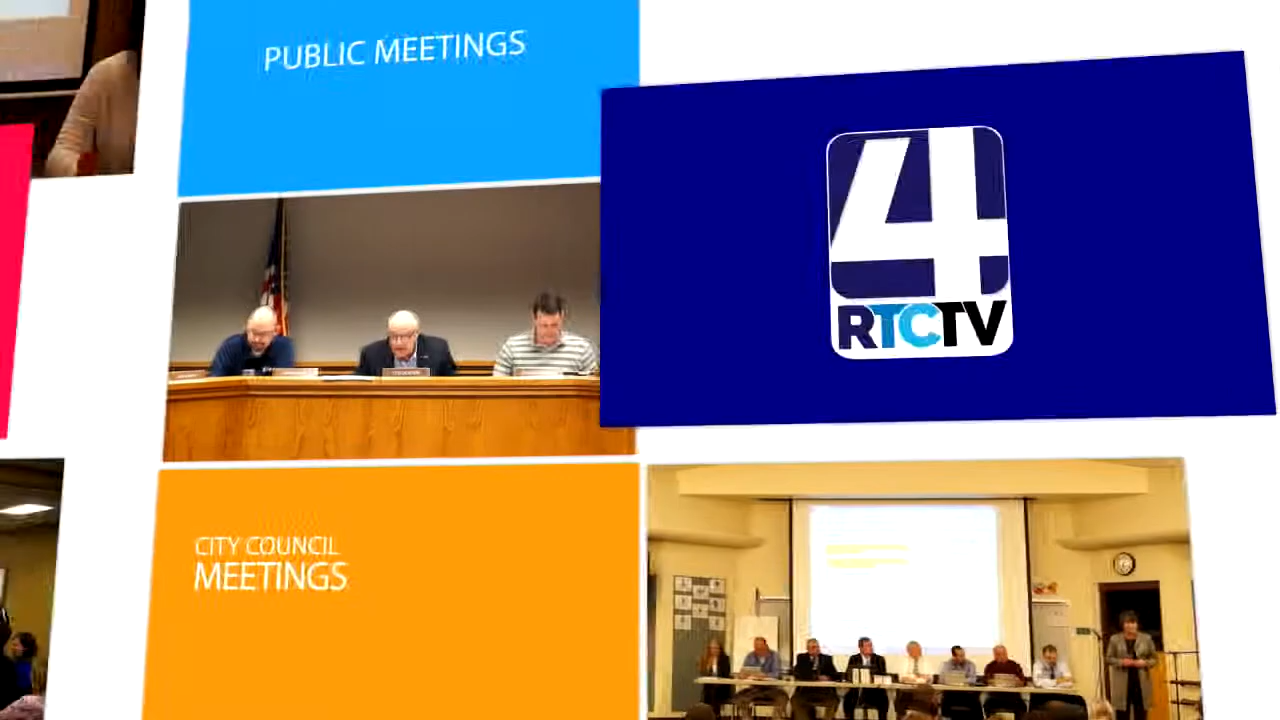 PUBLIC MEETINGS
4
RTCTV
CITY COUNCIL
MEETINGS